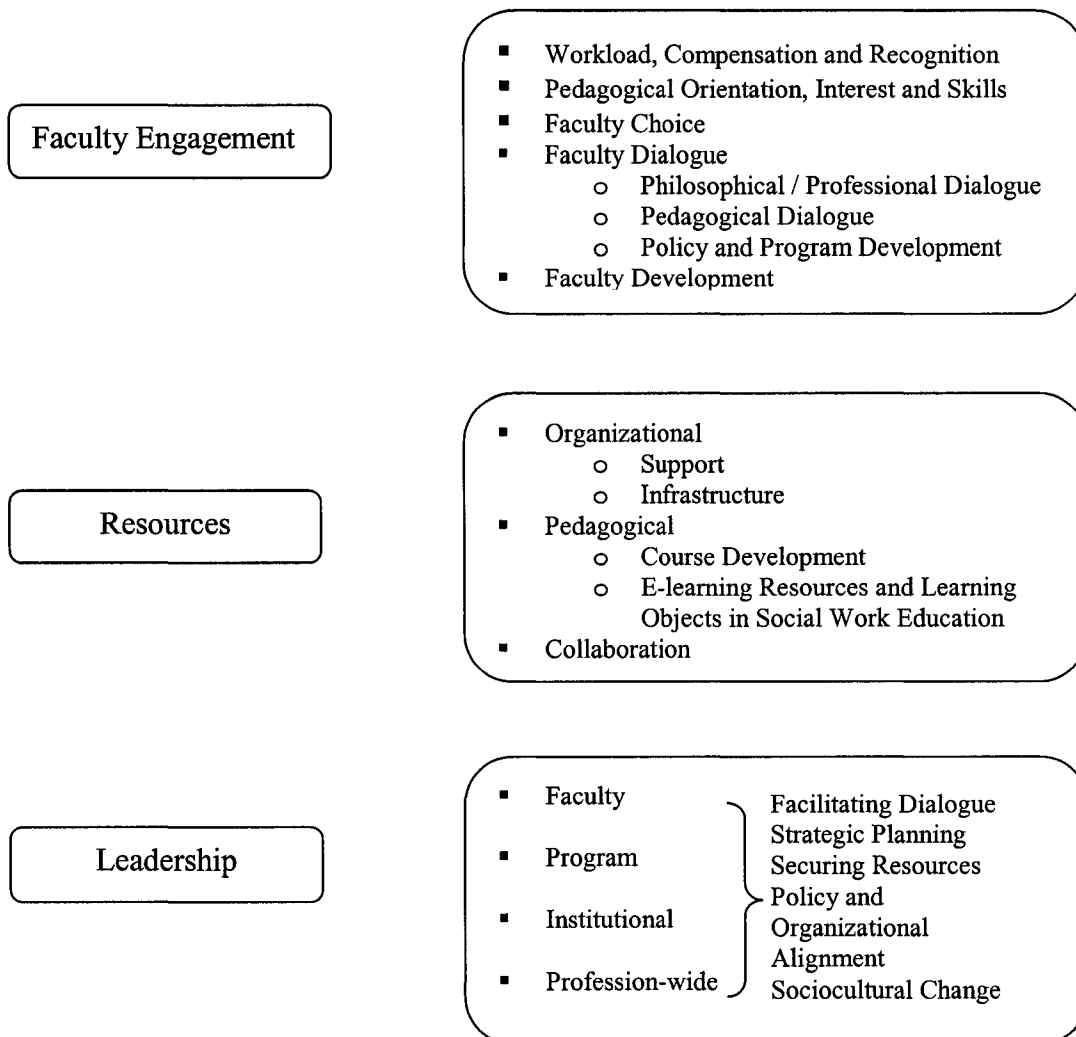 Faculty Engagement
▪ Workload, Compensation and Recognition
▪ Pedagogical Orientation, Interest and Skills
▪ Faculty Choice
▪ Faculty Dialogue
o Philosophical / Professional Dialogue
o Pedagogical Dialogue
o Policy and Program Development
▪ Faculty Development
Resources
▪ Organizational
o Support
o Infrastructure
▪ Pedagogical
o Course Development
o E-learning Resources and Learning
Objects in Social Work Education
▪ Collaboration
Leadership
▪ Faculty
▪ Program
▪ Institutional
▪ Profession-wide
Facilitating Dialogue
Strategic Planning
Securing Resources
Policy and
Organizational
Alignment
Sociocultural Change